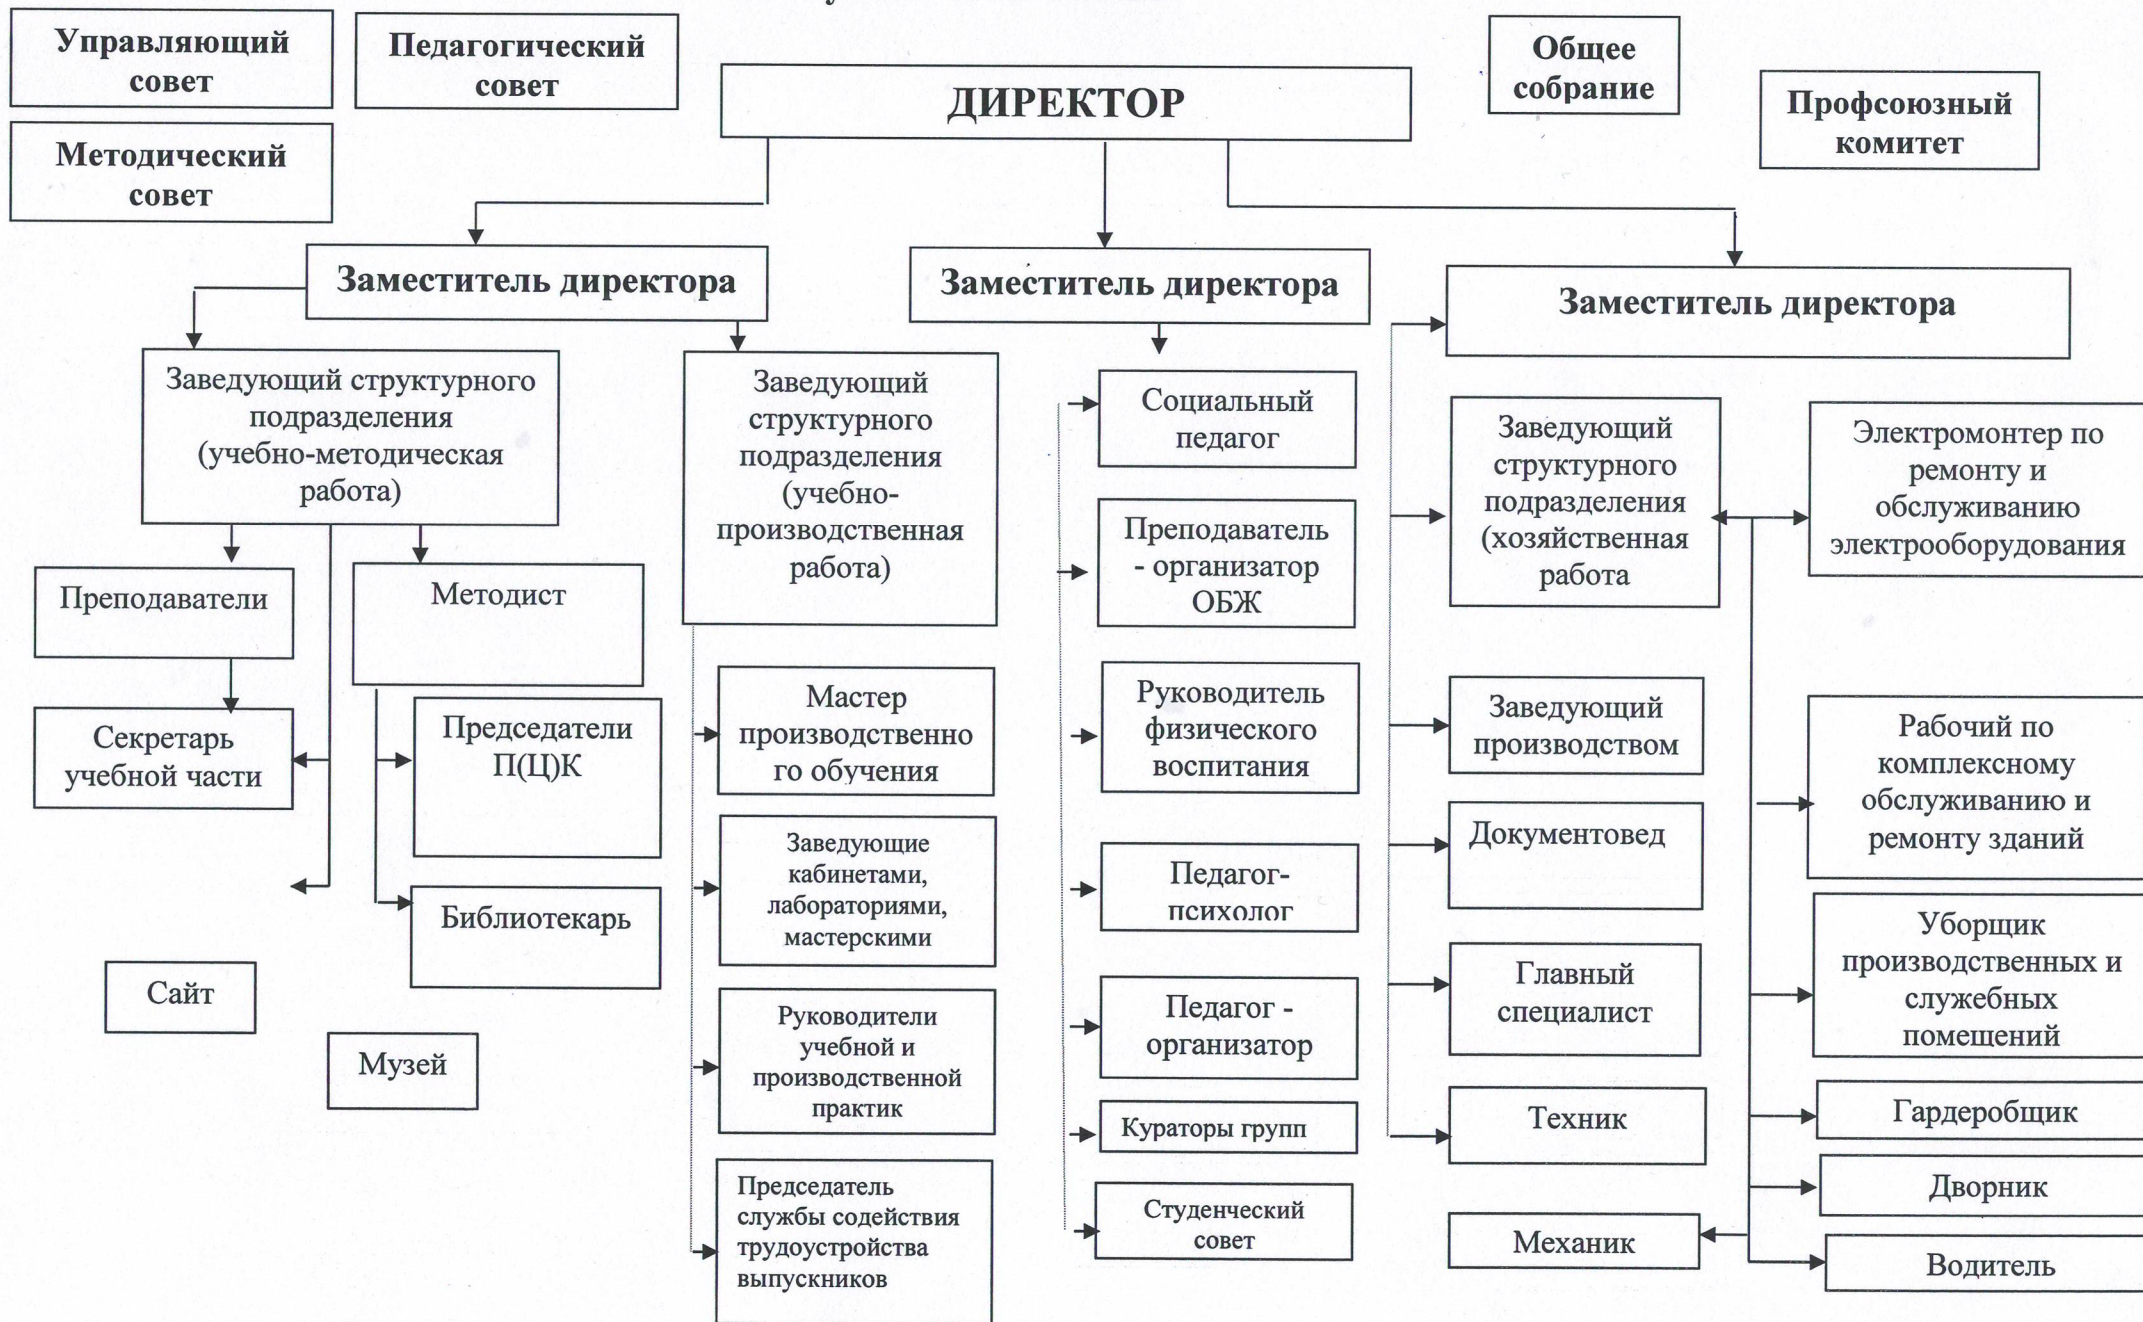 Управляющий
совет
Педагогический
совет
Общее
собрание
ДИРЕКТОР
Профсоюзный
комитет
Методический
совет
Заместитель директора
Заместитель директора
Заместитель директора
Заведующий структурного
подразделения
(учебно-методическая
работа)
Преподаватели
Методист
Секретарь
учебной части
Председатели
П(Ц)К
Библиотекарь
Сайт
Музей
Заведующий
структурного
подразделения
(учебно-
производственная
работа)
Мастер
производственно
го обучения
Заведующие
кабинетами,
лабораториями,
мастерскими
Руководители
учебной и
производственной
практик
Председатель
службы содействия
трудоустройства
выпускников
Социальный
педагог
Преподаватель
- организатор
ОБЖ
Руководитель
физического
воспитания
Педагог-
психолог
Педагог -
организатор
Кураторы групп
Студенческий
совет
Заведующий
структурного
подразделения
(хозяйственная
работа
Заведующий
производством
Документовед
Главный
специалист
Техник
Механик
Электромонтер по
ремонту и
обслуживанию
электрооборудования
Рабочий по
комплексному
обслуживанию и
ремонту зданий
Уборщик
производственных и
служебных
помещений
Гардеробщик
Дворник
Водитель